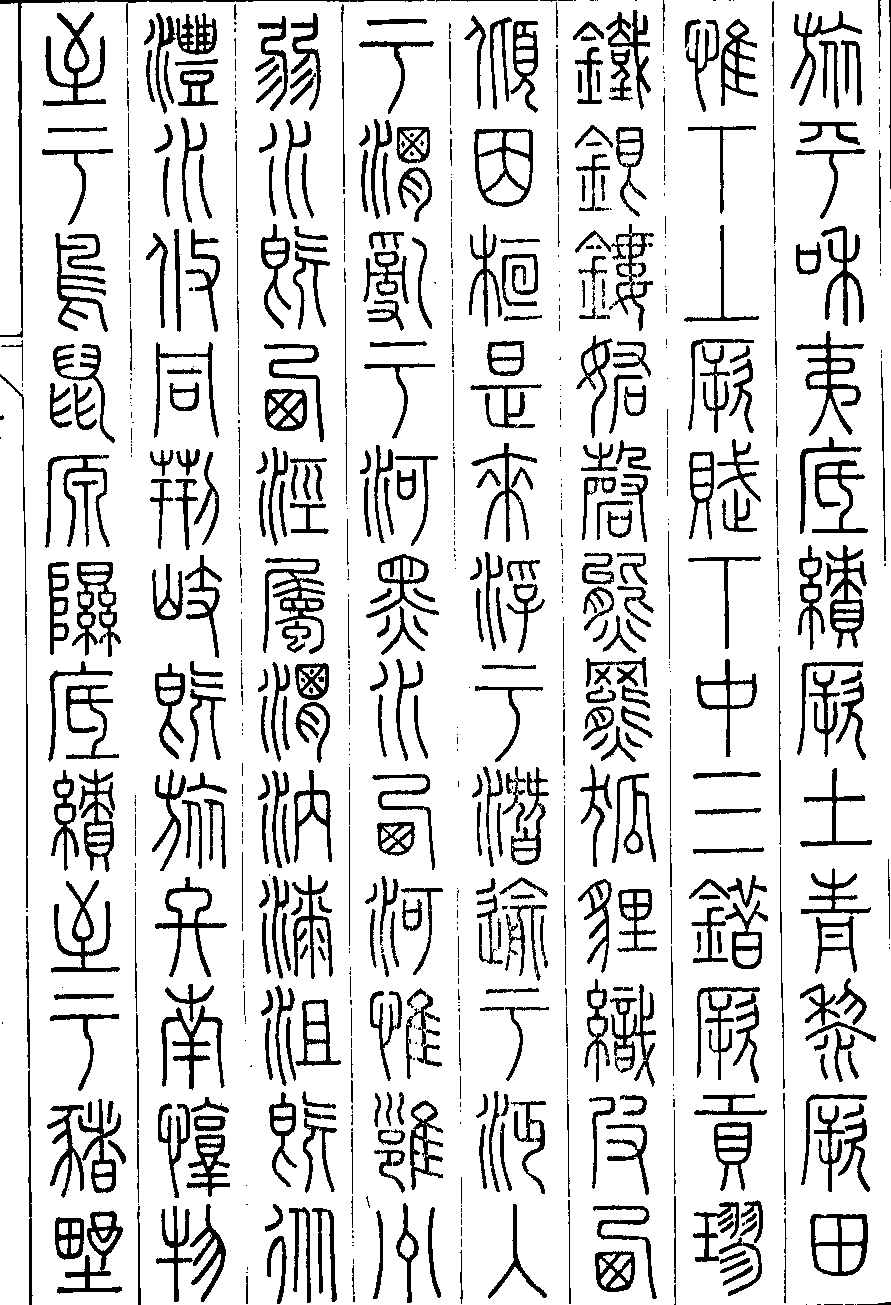 旅平咊夷底績厥土青黎厥田
惟下上厥賦下中三錯厥貢璆
鐵銀鏤砮磬熊羆狐貍織皮西
傾因桓是來浮于潛逾于沔入
于渭亂于河黑水西河惟雝州
弱水既西涇屬渭汭漆沮既從
灃水攸同荊岐既旅終南惇物
至于鳥鼠原隰底績至于豬野